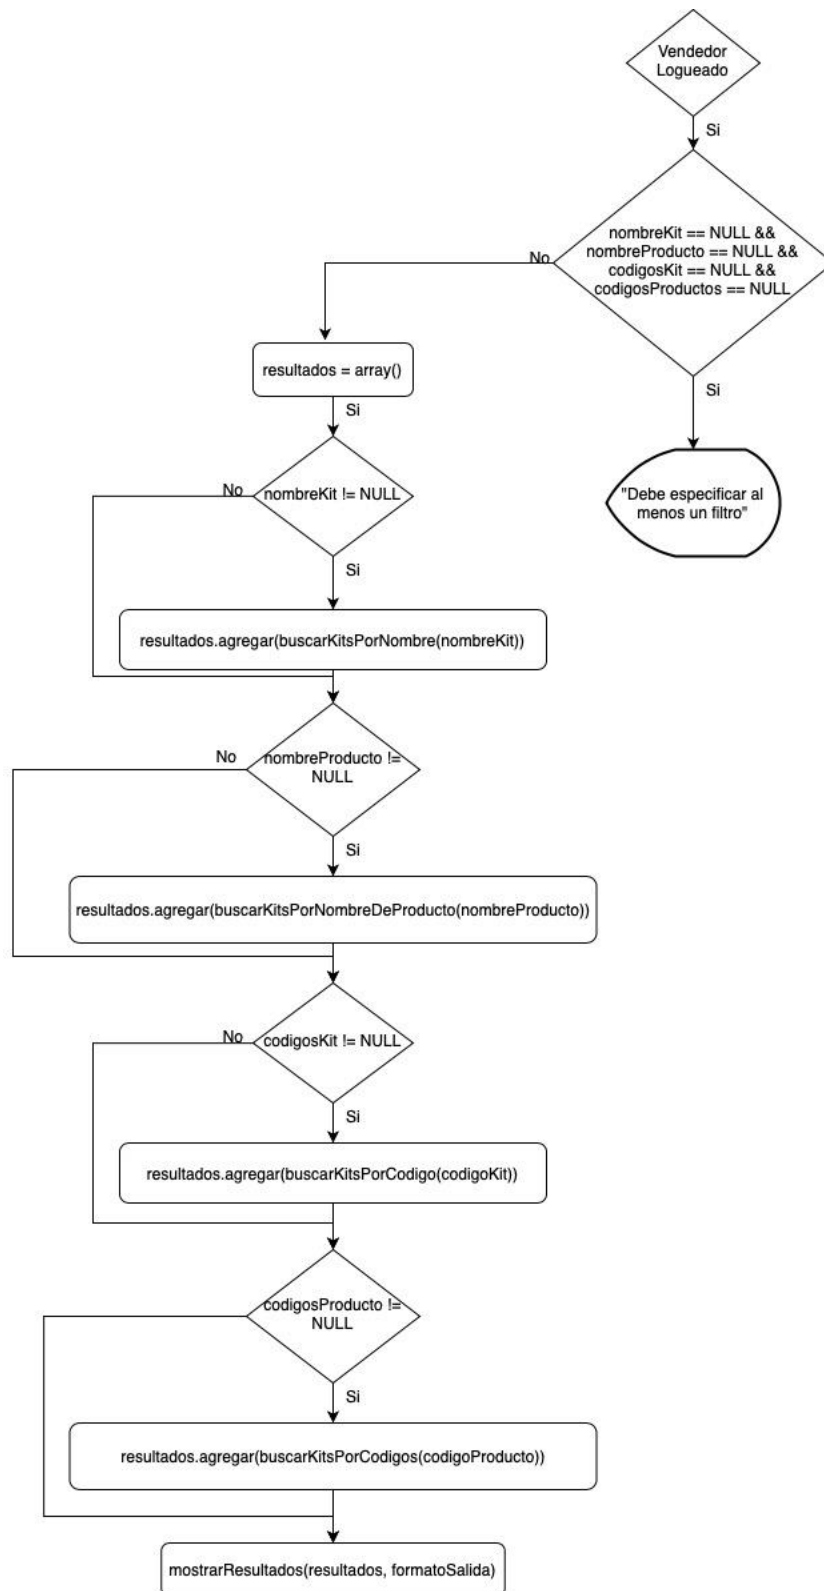 Vendedor
Logueado
Si
nombreKit == NULL &&
nombreProducto == NULL &&
codigosKit == NULL &&
codigosProductos == NULL
No
Si
"Debe especificar al
menos un filtro"
resultados = array()
Si
nombreKit != NULL
No
Si
resultados.agregar(buscarKitsPorNombre(nombreKit))
nombreProducto !=
NULL
No
Si
resultados.agregar(buscarKitsPorNombreDeProducto(nombreProducto))
codigosKit != NULL
No
Si
resultados.agregar(buscarKitsPorCodigo(codigoKit))
codigosProducto !=
NULL
Si
resultados.agregar(buscarKitsPorCodigos(codigoProducto))
mostrarResultados(resultados, formatoSalida)